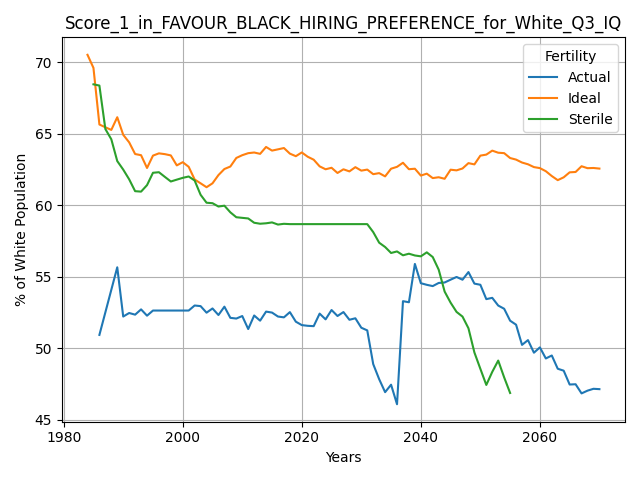 Score_1_in_FAVOUR_BLACK_HIRING_PREFERENCE_for_White_Q3_IQ
Fertility
Actual
Ideal
Sterile
% of White Population
70
65
60
55
50
45
1980
2000
2020
2040
2060
Years